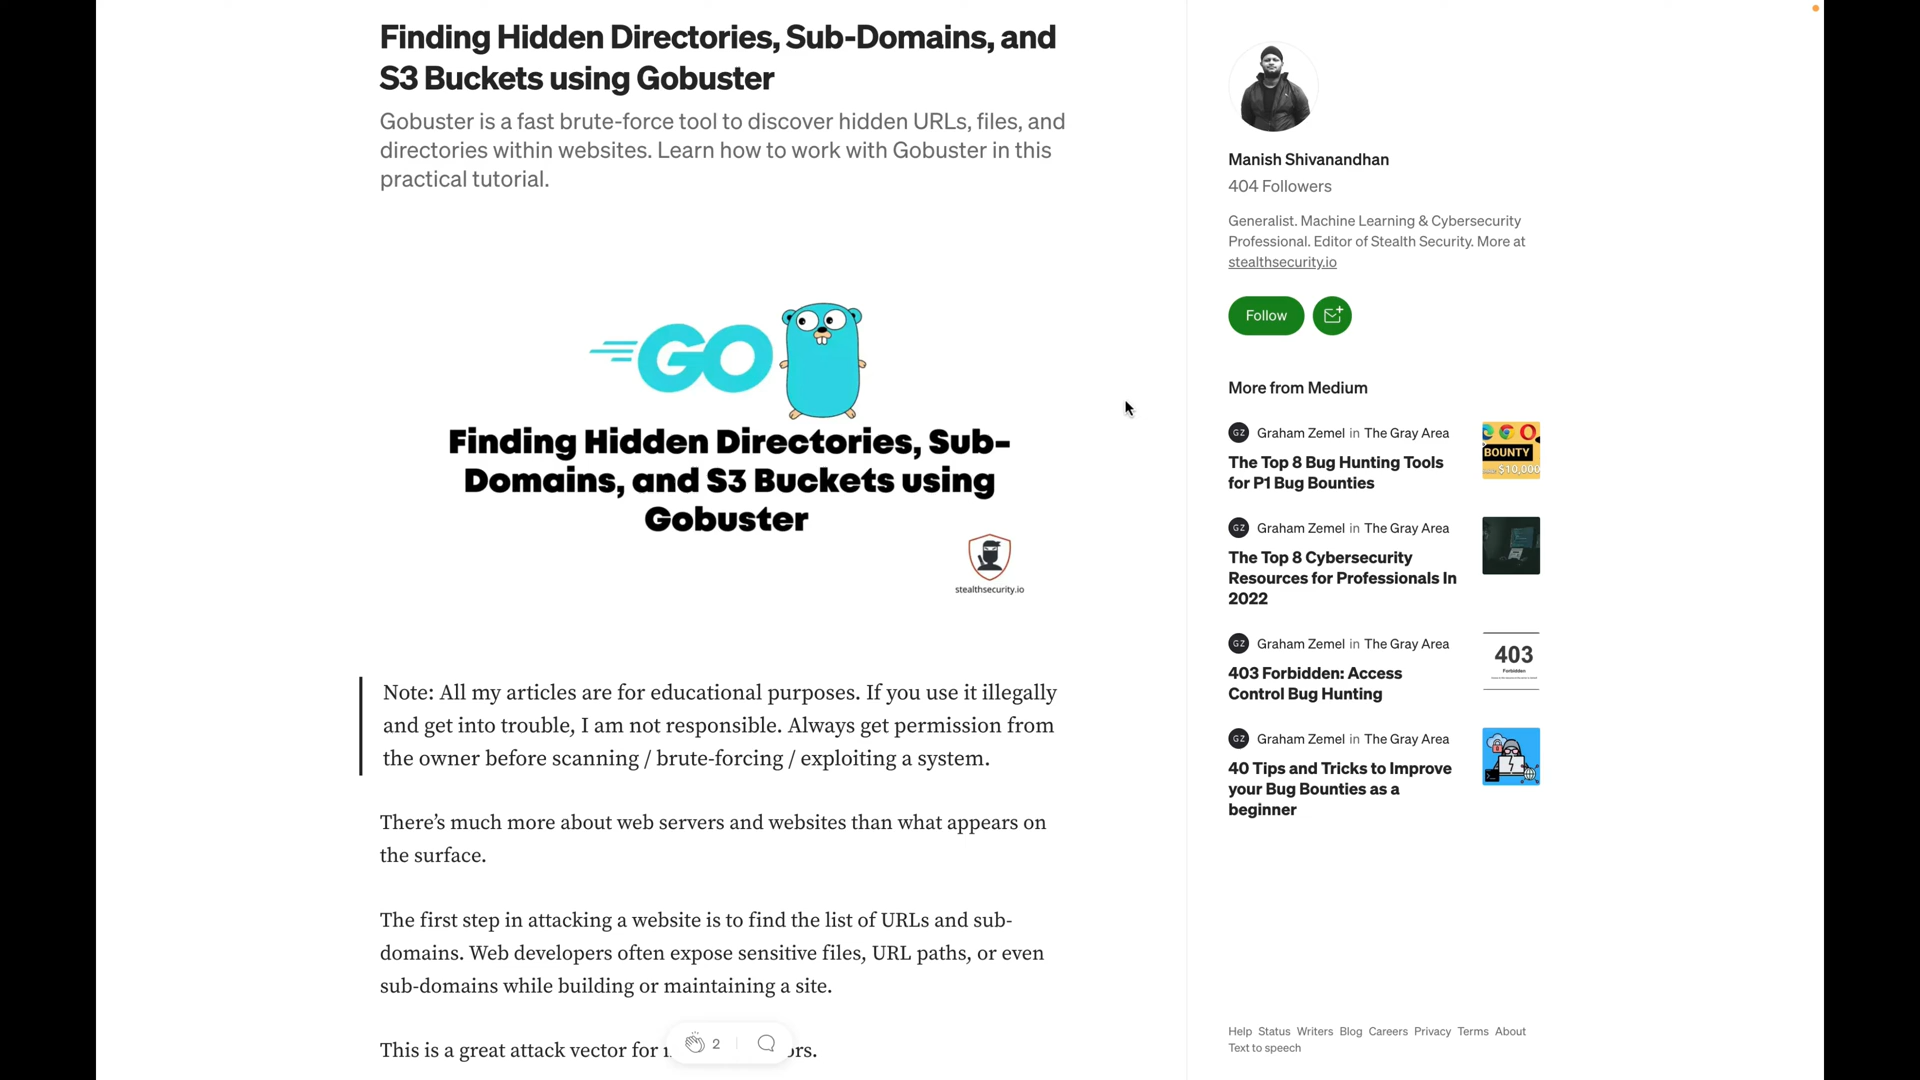 Finding Hidden Directories, Sub-Domains, and
S3 Buckets using Gobuster
Gobuster is a fast brute-force tool to discover hidden URLs, files, and
directories within websites. Learn how to work with Gobuster in this
practical tutorial.
GO
Finding Hidden Directories, Sub-
Domains, and S3 Buckets using
Gobuster
stealthsecurity.io
Note: All my articles are for educational purposes. If you use it illegally
and get into trouble, I am not responsible. Always get permission from
the owner before scanning / brute-forcing / exploiting a system.
There’s much more about web servers and websites than what appears on
the surface.
The first step in attacking a website is to find the list of URLs and sub-
domains. Web developers often expose sensitive files, URL paths, or even
sub-domains while building or maintaining a site.
This is a great attack vector for
2
Manish Shivanandhan
404 Followers
Generalist. Machine Learning & Cybersecurity
Professional. Editor of Stealth Security. More at
stealthsecurity.io
Follow
More from Medium
GZ Graham Zemel in The Gray Area
The Top 8 Bug Hunting Tools
for P1 Bug Bounties
BOUNTY
$10,000
GZ Graham Zemel in The Gray Area
The Top 8 Cybersecurity
Resources for Professionals In
2022
GZ Graham Zemel in The Gray Area
403 Forbidden: Access
Control Bug Hunting
403
Forbidden
GZ Graham Zemel in The Gray Area
40 Tips and Tricks to Improve
your Bug Bounties as a
beginner
Help Status Writers Blog Careers Privacy Terms About
Text to speech